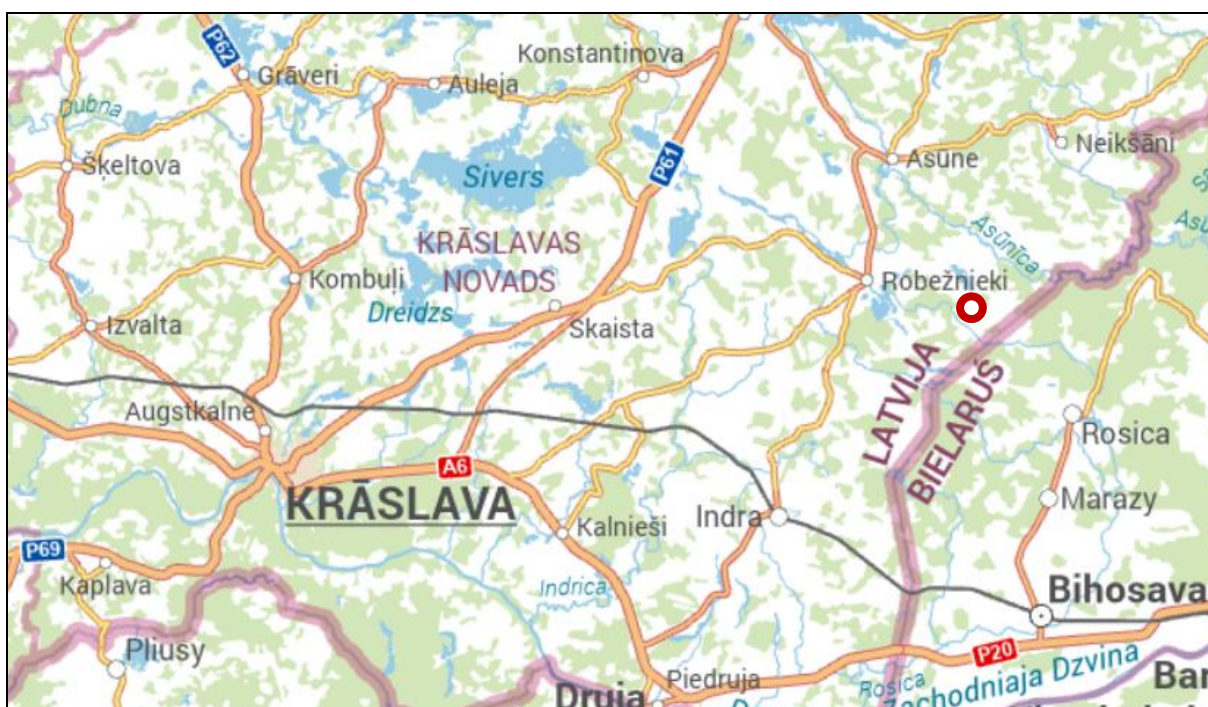 P62
Konstantinova
Grāveri
Auleja
Dubna
P61
Neikšāni
Šķeltova
Asūne
Sivers
Asūnīca
KRĀSLAVAS
NOVADS
Kombuļi
Robežnieki
Dreidzs
Izvalta
Skaista
LATVIJA
BIELARUŚ
Augstkalne
Rosica
A6
KRĀSLAVA
Marazy
Indra
Kalnieši
P69
Kaplava
Indrica
Bihosava
Pliusy
P20
Piedruja
Rosica
Zachodniaja Dzvina
Druja